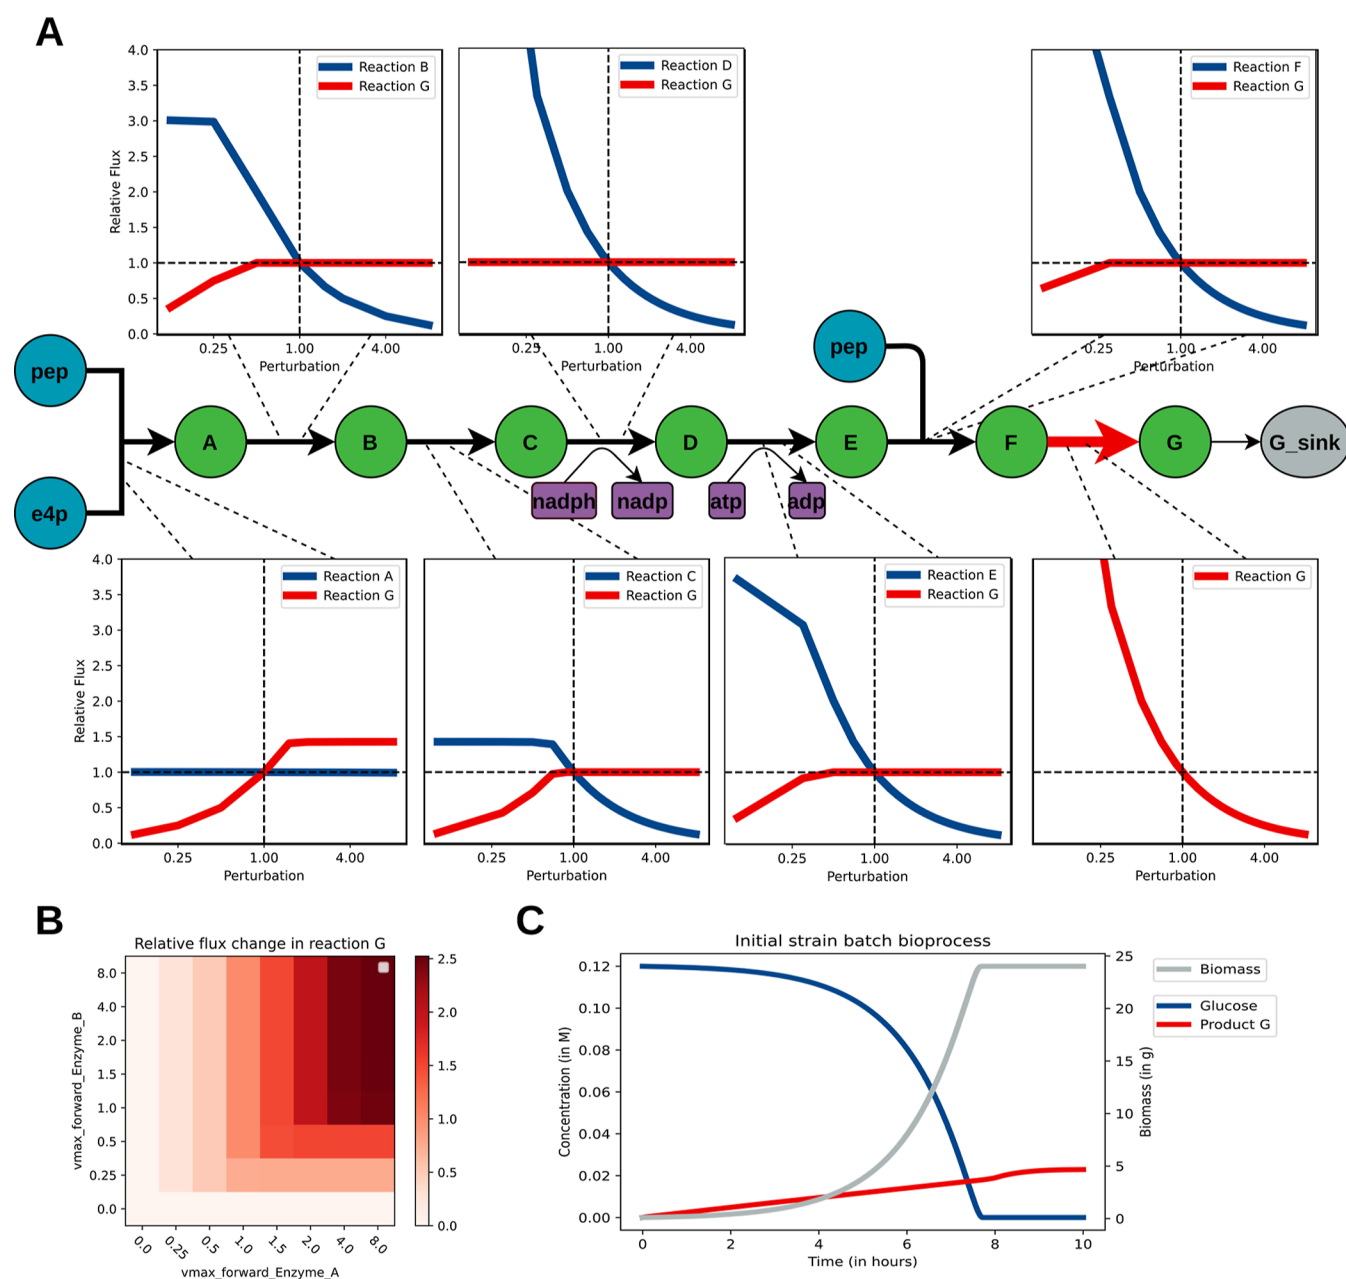 A
4.0
3.5
3.0
2.5
2.0
1.5
1.0
0.5
0.0
Relative Flux
Reaction B
Reaction G
0.25 1.00 4.00
Perturbation
Reaction D
Reaction G
0.25 1.00 4.00
Perturbation
Reaction F
Reaction G
0.25 1.00 4.00
Perturbation
pep
e4p
A
B
C
D
E
pep
F
G
G_sink
nadph
nadp
atp
adp
4.0
3.5
3.0
2.5
2.0
1.5
1.0
0.5
0.0
Relative Flux
Reaction A
Reaction G
0.25 1.00 4.00
Perturbation
Reaction C
Reaction G
0.25 1.00 4.00
Perturbation
Reaction E
Reaction G
0.25 1.00 4.00
Perturbation
Reaction G
0.25 1.00 4.00
Perturbation
B
Relative flux change in reaction G
vmax_forward_Enzyme_B
8.0
4.0
2.0
1.5
1.0
0.5
0.25
0.0
0.0 0.25 0.5 1.0 1.5 2.0 4.0 8.0
vmax_forward_Enzyme_A
2.5
2.0
1.5
1.0
0.5
0.0
C
Initial strain batch bioprocess
Concentration (in M)
0.12
0.10
0.08
0.06
0.04
0.02
0.00
0 2 4 6 8 10
Time (in hours)
25
20
15
10
5
0
Biomass (in g)
Biomass
Glucose
Product G